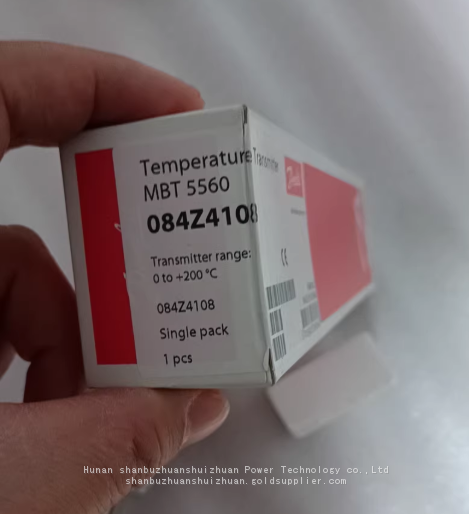 Temperature Transmitter
MBT 5560
084Z4108
Transmitter range:
0 to +200 °C
084Z4108
Single pack
1 pcs
Danfoss
CE
Hunan shanbuzhuanshuizhuan Power Technology co.,Ltd
shanbuzhuanshuizhuan.goldsupplier.com